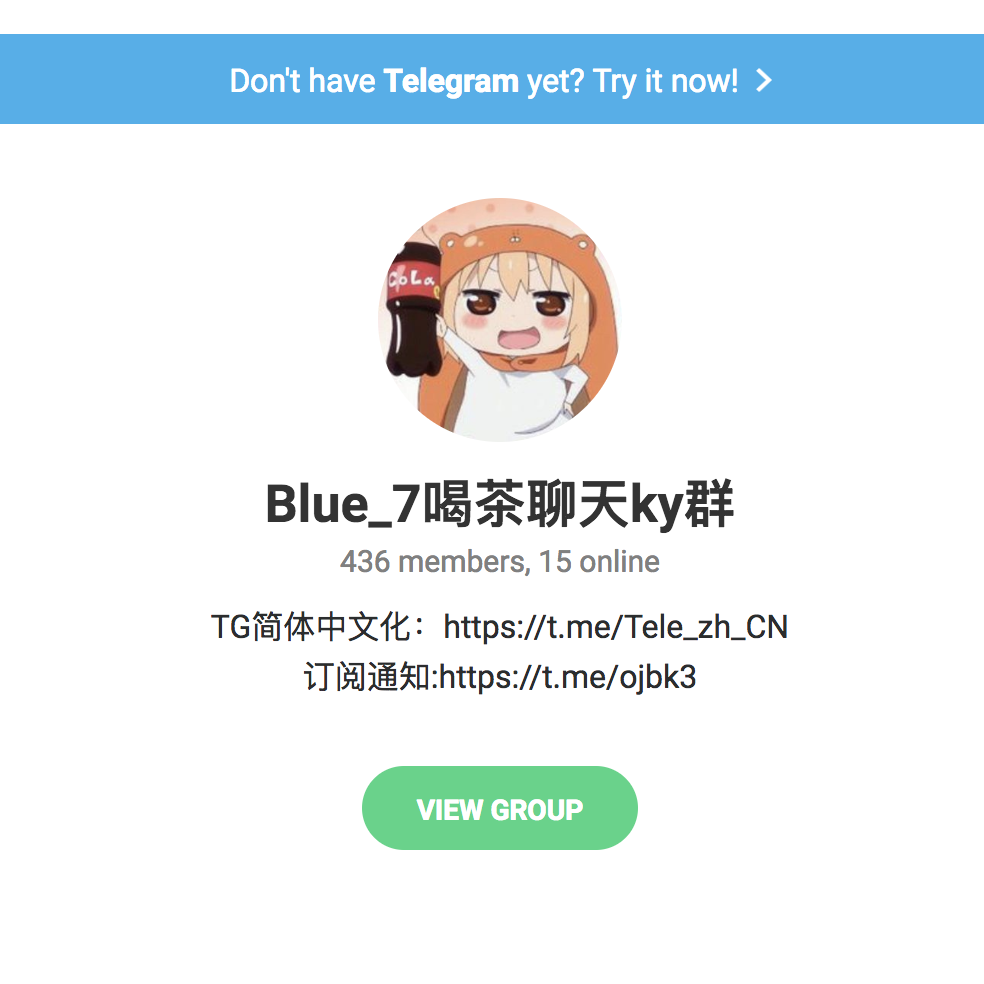 Don't have Telegram yet? Try it now!
CoLa
Blue_7喝茶聊天ky群
436 members, 15 online
TG简体中文化：https://t.me/Tele_zh_CN
订阅通知:https://t.me/ojbk3
VIEW GROUP